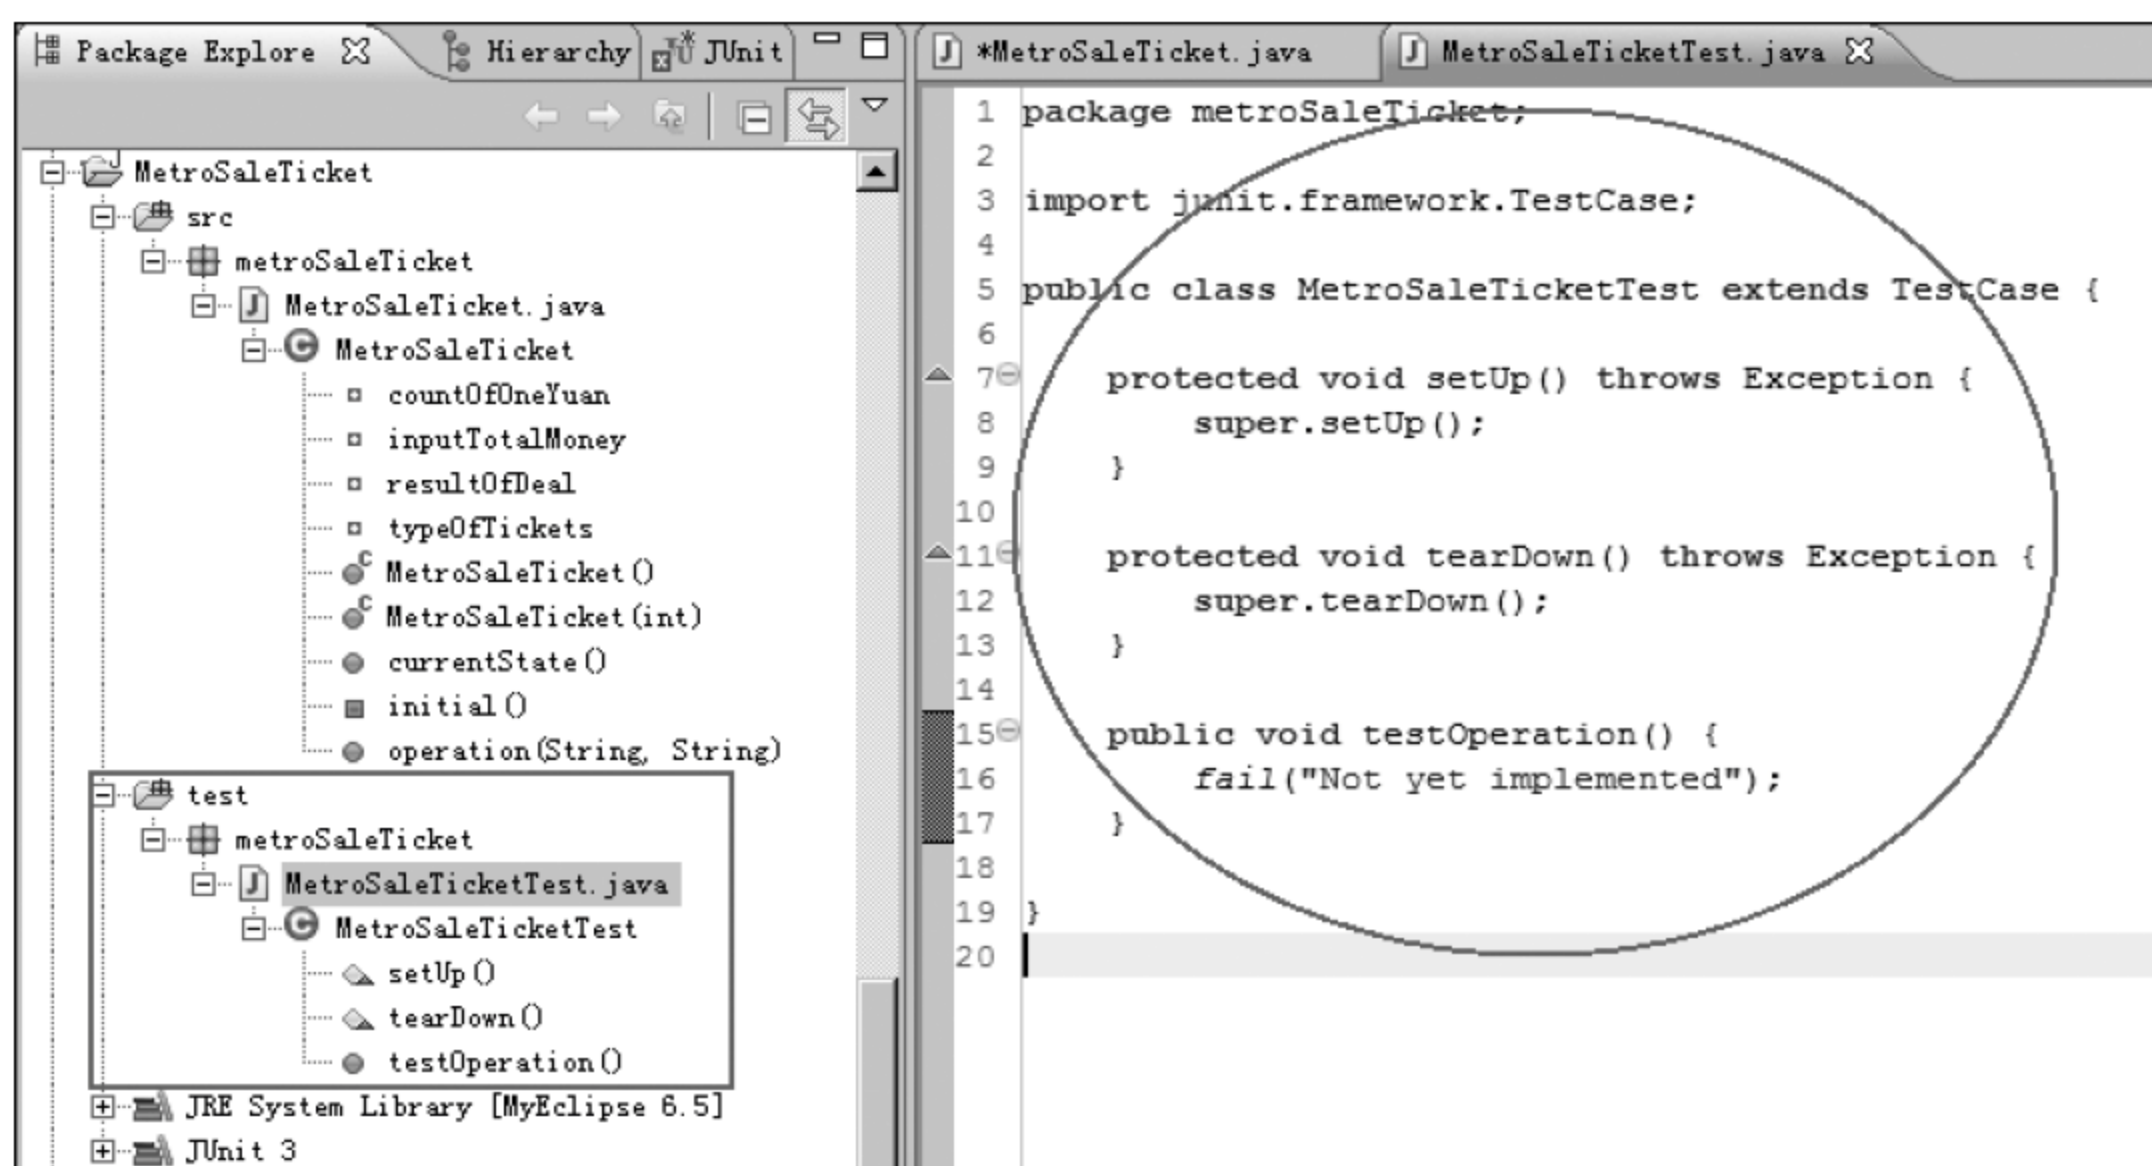 Package Explore
Hierarchy
JUnit
MetroSaleTicket
src
metroSaleTicket
MetroSaleTicket.java
MetroSaleTicket
countOfOneYuan
inputTotalMoney
resultOfDeal
typeOfTickets
MetroSaleTicket()
MetroSaleTicket(int)
currentState()
initial()
operation(String, String)
test
metroSaleTicket
MetroSaleTicketTest.java
MetroSaleTicketTest
setUp()
tearDown()
testOperation()
JRE System Library [MyEclipse 6.5]
JUnit 3
*MetroSaleTicket.java
MetroSaleTicketTest.java
1 package metroSaleTicket;
2
3 import junit.framework.TestCase;
4
5 public class MetroSaleTicketTest extends TestCase {
6
7 protected void setUp() throws Exception {
8 super.setUp();
9 }
10
11 protected void tearDown() throws Exception {
12 super.tearDown();
13 }
14
15 public void testOperation() {
16 fail("Not yet implemented");
17 }
18
19 }
20